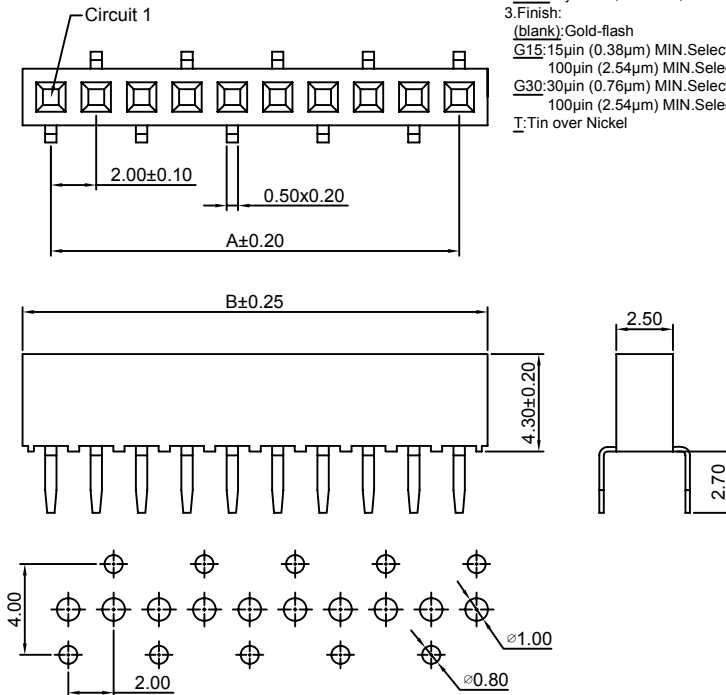 Circuit 1
3.Finish:
(blank):Gold-flash
G15:15μin (0.38μm) MIN.Selec
100μin (2.54μm) MIN.Selec
G30:30μin (0.76μm) MIN.Selec
100μin (2.54μm) MIN.Selec
T:Tin over Nickel
2.00±0.10
0.50x0.20
A±0.20
B±0.25
2.50
4.30±0.20
2.70
4.00
⌀1.00
2.00
⌀0.80